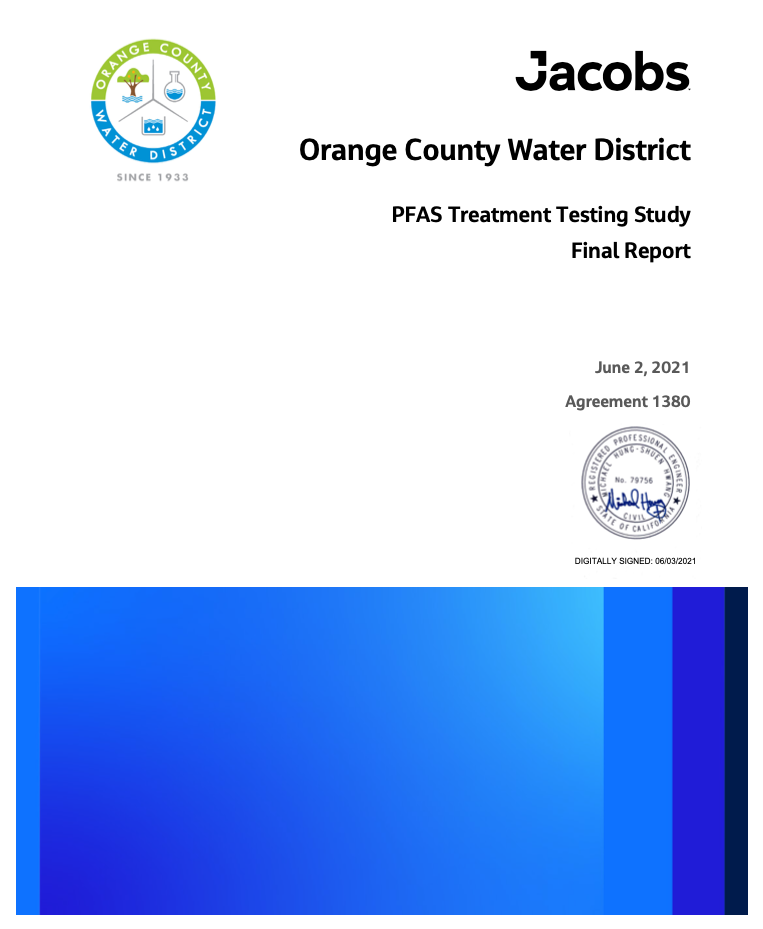 ORANGE COUNTY
WATER DISTRICT
SINCE 1933
Jacobs
Orange County Water District
PFAS Treatment Testing Study
Final Report
June 2, 2021
Agreement 1380
REGISTERED PROFESSIONAL ENGINEER
MICHAEL HUNG-SHUEN HWANG
No. 79756
CIVIL
STATE OF CALIFORNIA
DIGITALLY SIGNED: 06/03/2021